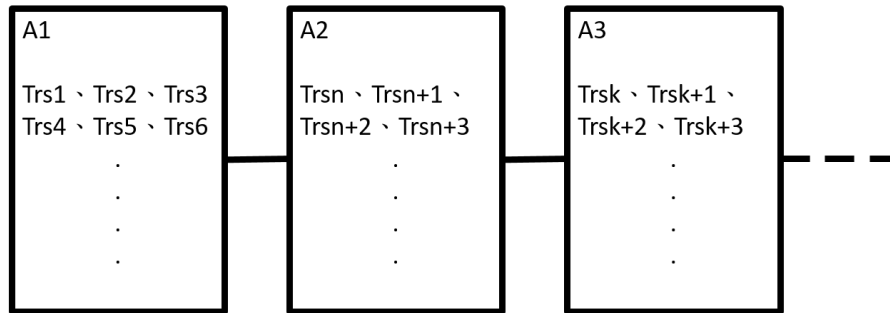 A1
Trs1、Trs2、Trs3
Trs4、Trs5、Trs6
.
.
.
.
A2
Trsn、Trsn+1、
Trsn+2、Trsn+3
.
.
.
.
A3
Trsk、Trsk+1、
Trsk+2、Trsk+3
.
.
.
.